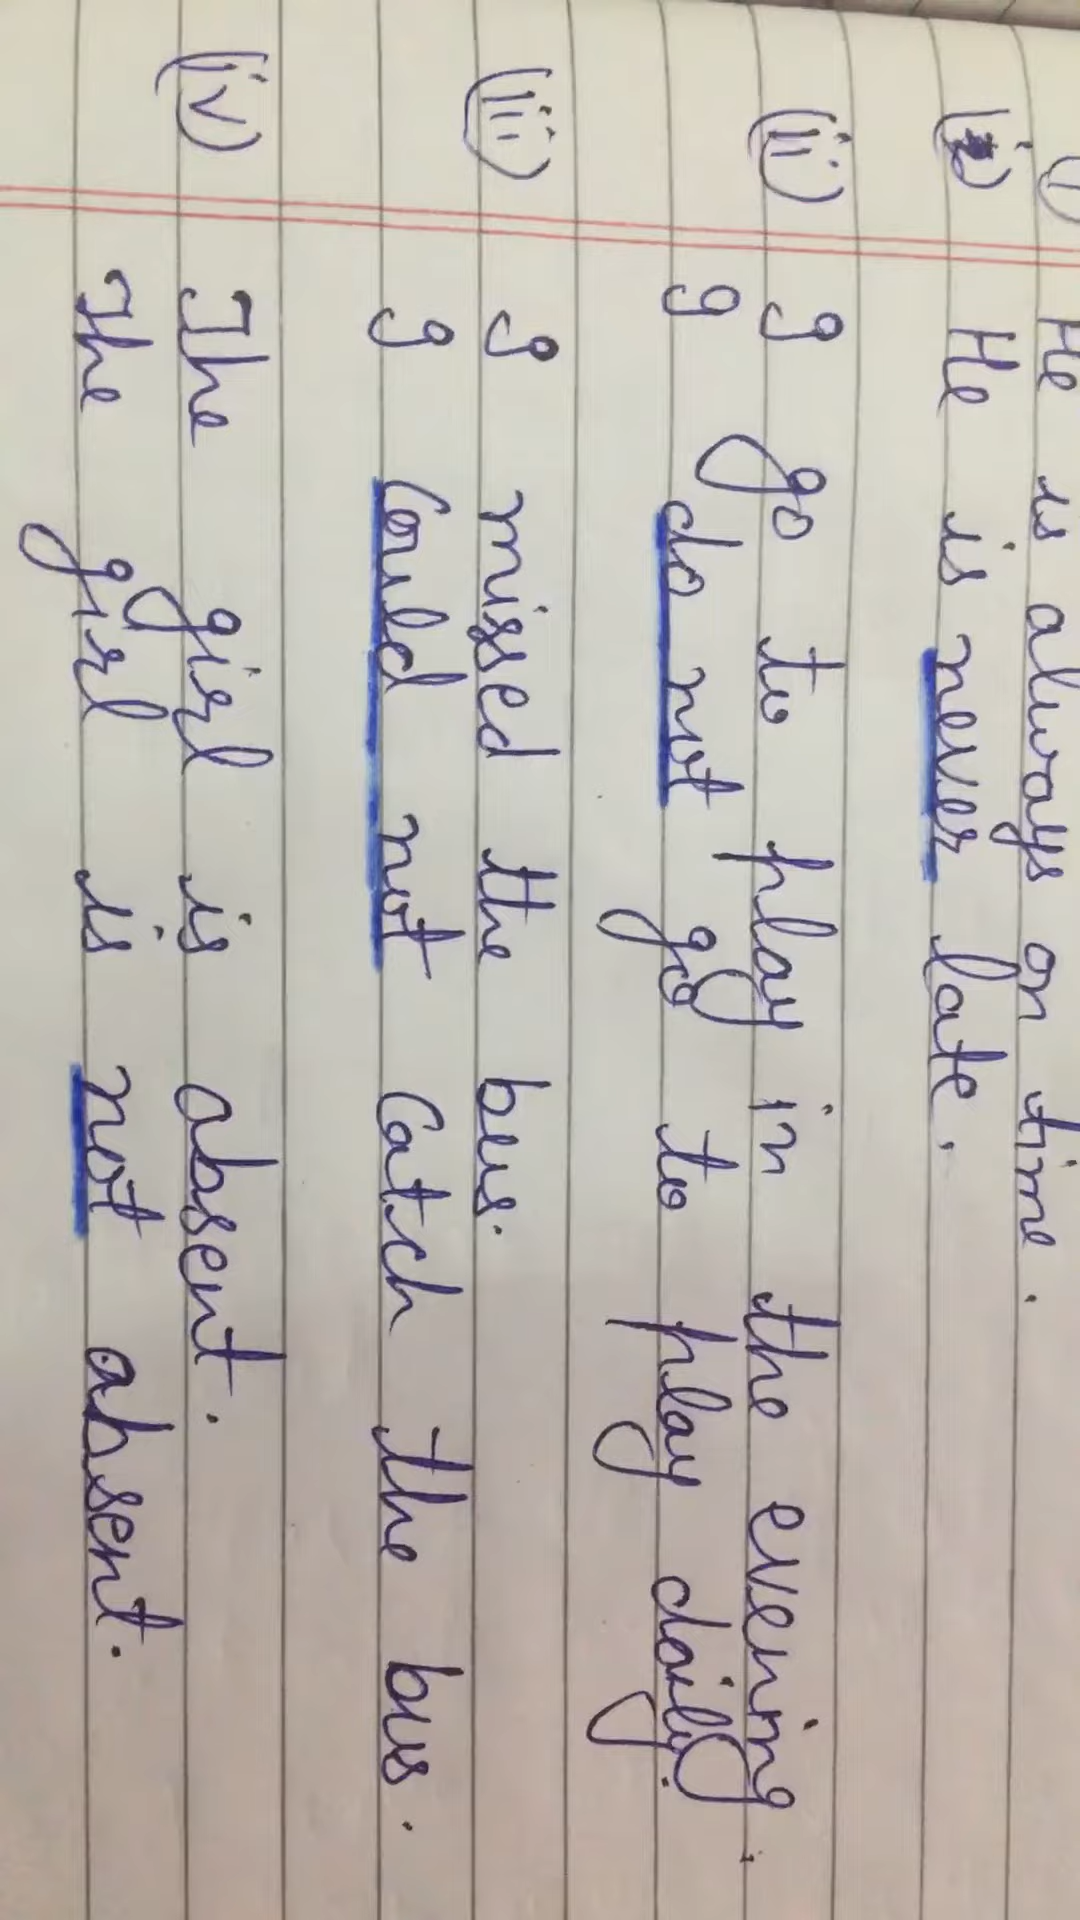 (i) He is always on time.
(i) He is never late.
(ii) I go to play in the evening.
I do not go to play daily.
(iii) I missed the bus.
I Could not Catch the bus.
(iv) The girl is absent.
The girl is not absent.